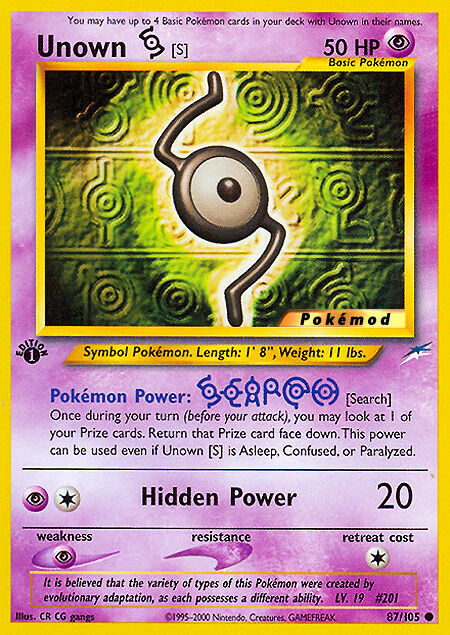 You may have up to 4 Basic Pokémon cards in your deck with Unown in their names.
Unown [S] 50 HP
Basic Pokémon
Pokémod
EDITION 1
Symbol Pokémon. Length: 1' 8", Weight: 11 lbs.
Pokémon Power: SEARCH [Search]
Once during your turn (before your attack), you may look at 1 of
your Prize cards. Return that Prize card face down. This power
can be used even if Unown [S] is Asleep, Confused, or Paralyzed.
Hidden Power 20
weakness resistance retreat cost
It is believed that the variety of types of this Pokémon were created by
evolutionary adaptation, as each possesses a different ability. LV. 19 #201
Illus. CR CG gangs ©1995-2000 Nintendo, Creatures, GAMEFREAK. 87/105